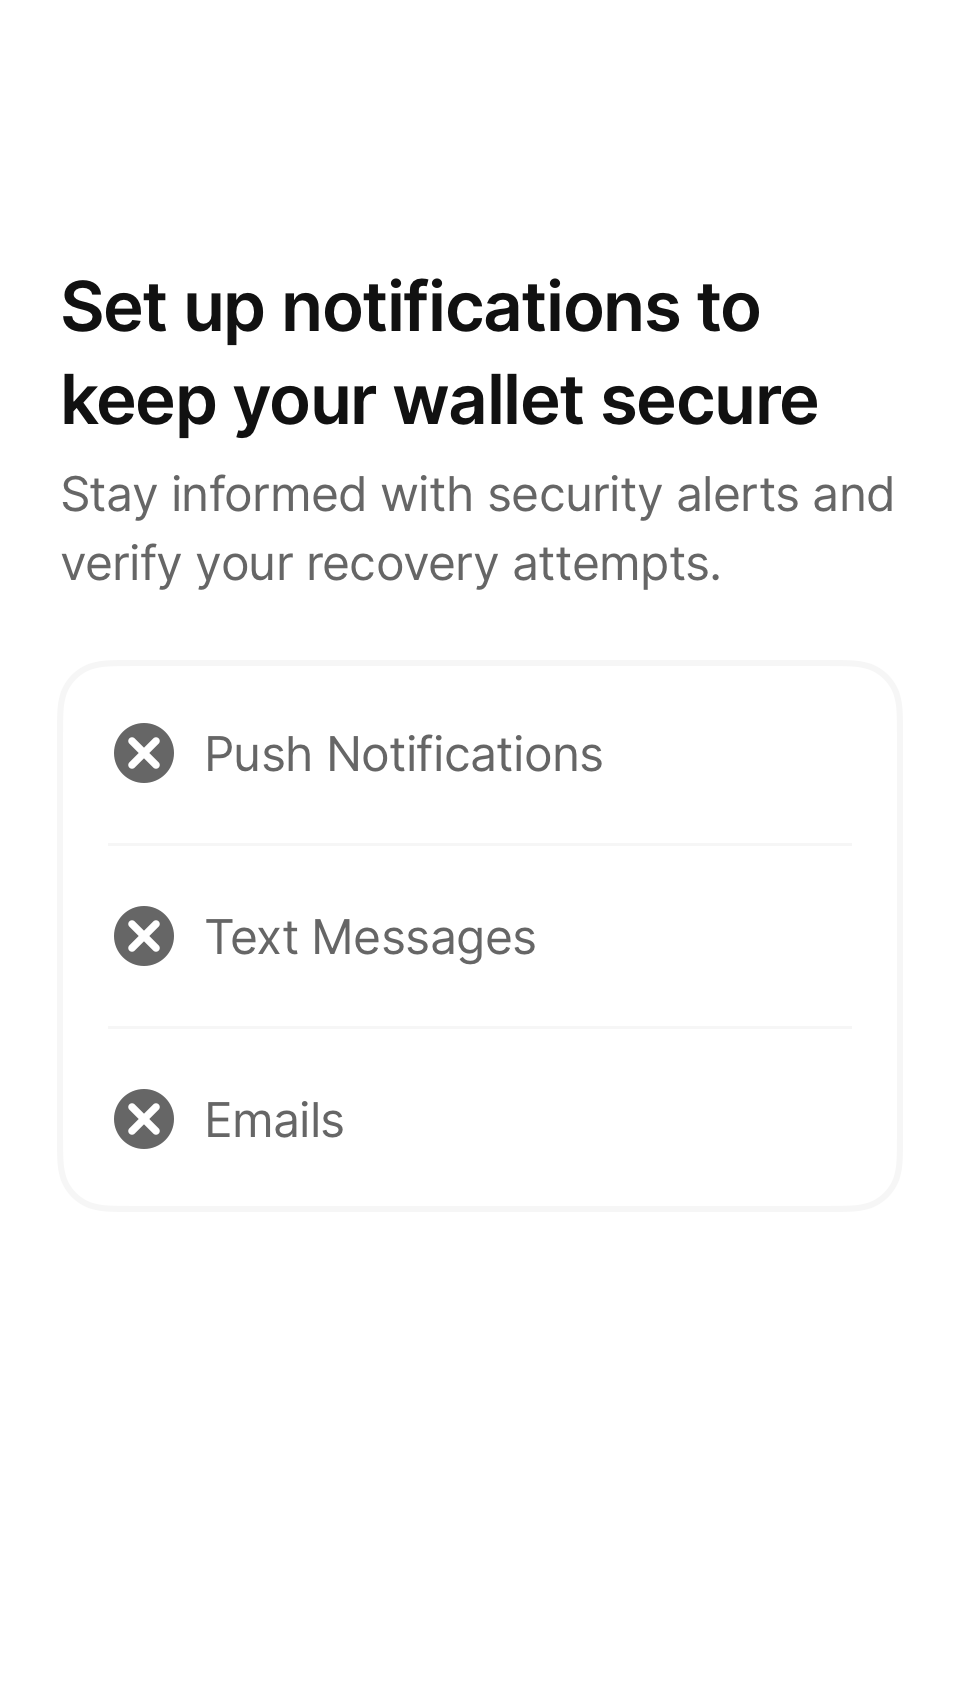 Set up notifications to
keep your wallet secure
Stay informed with security alerts and
verify your recovery attempts.
Push Notifications
Text Messages
Emails